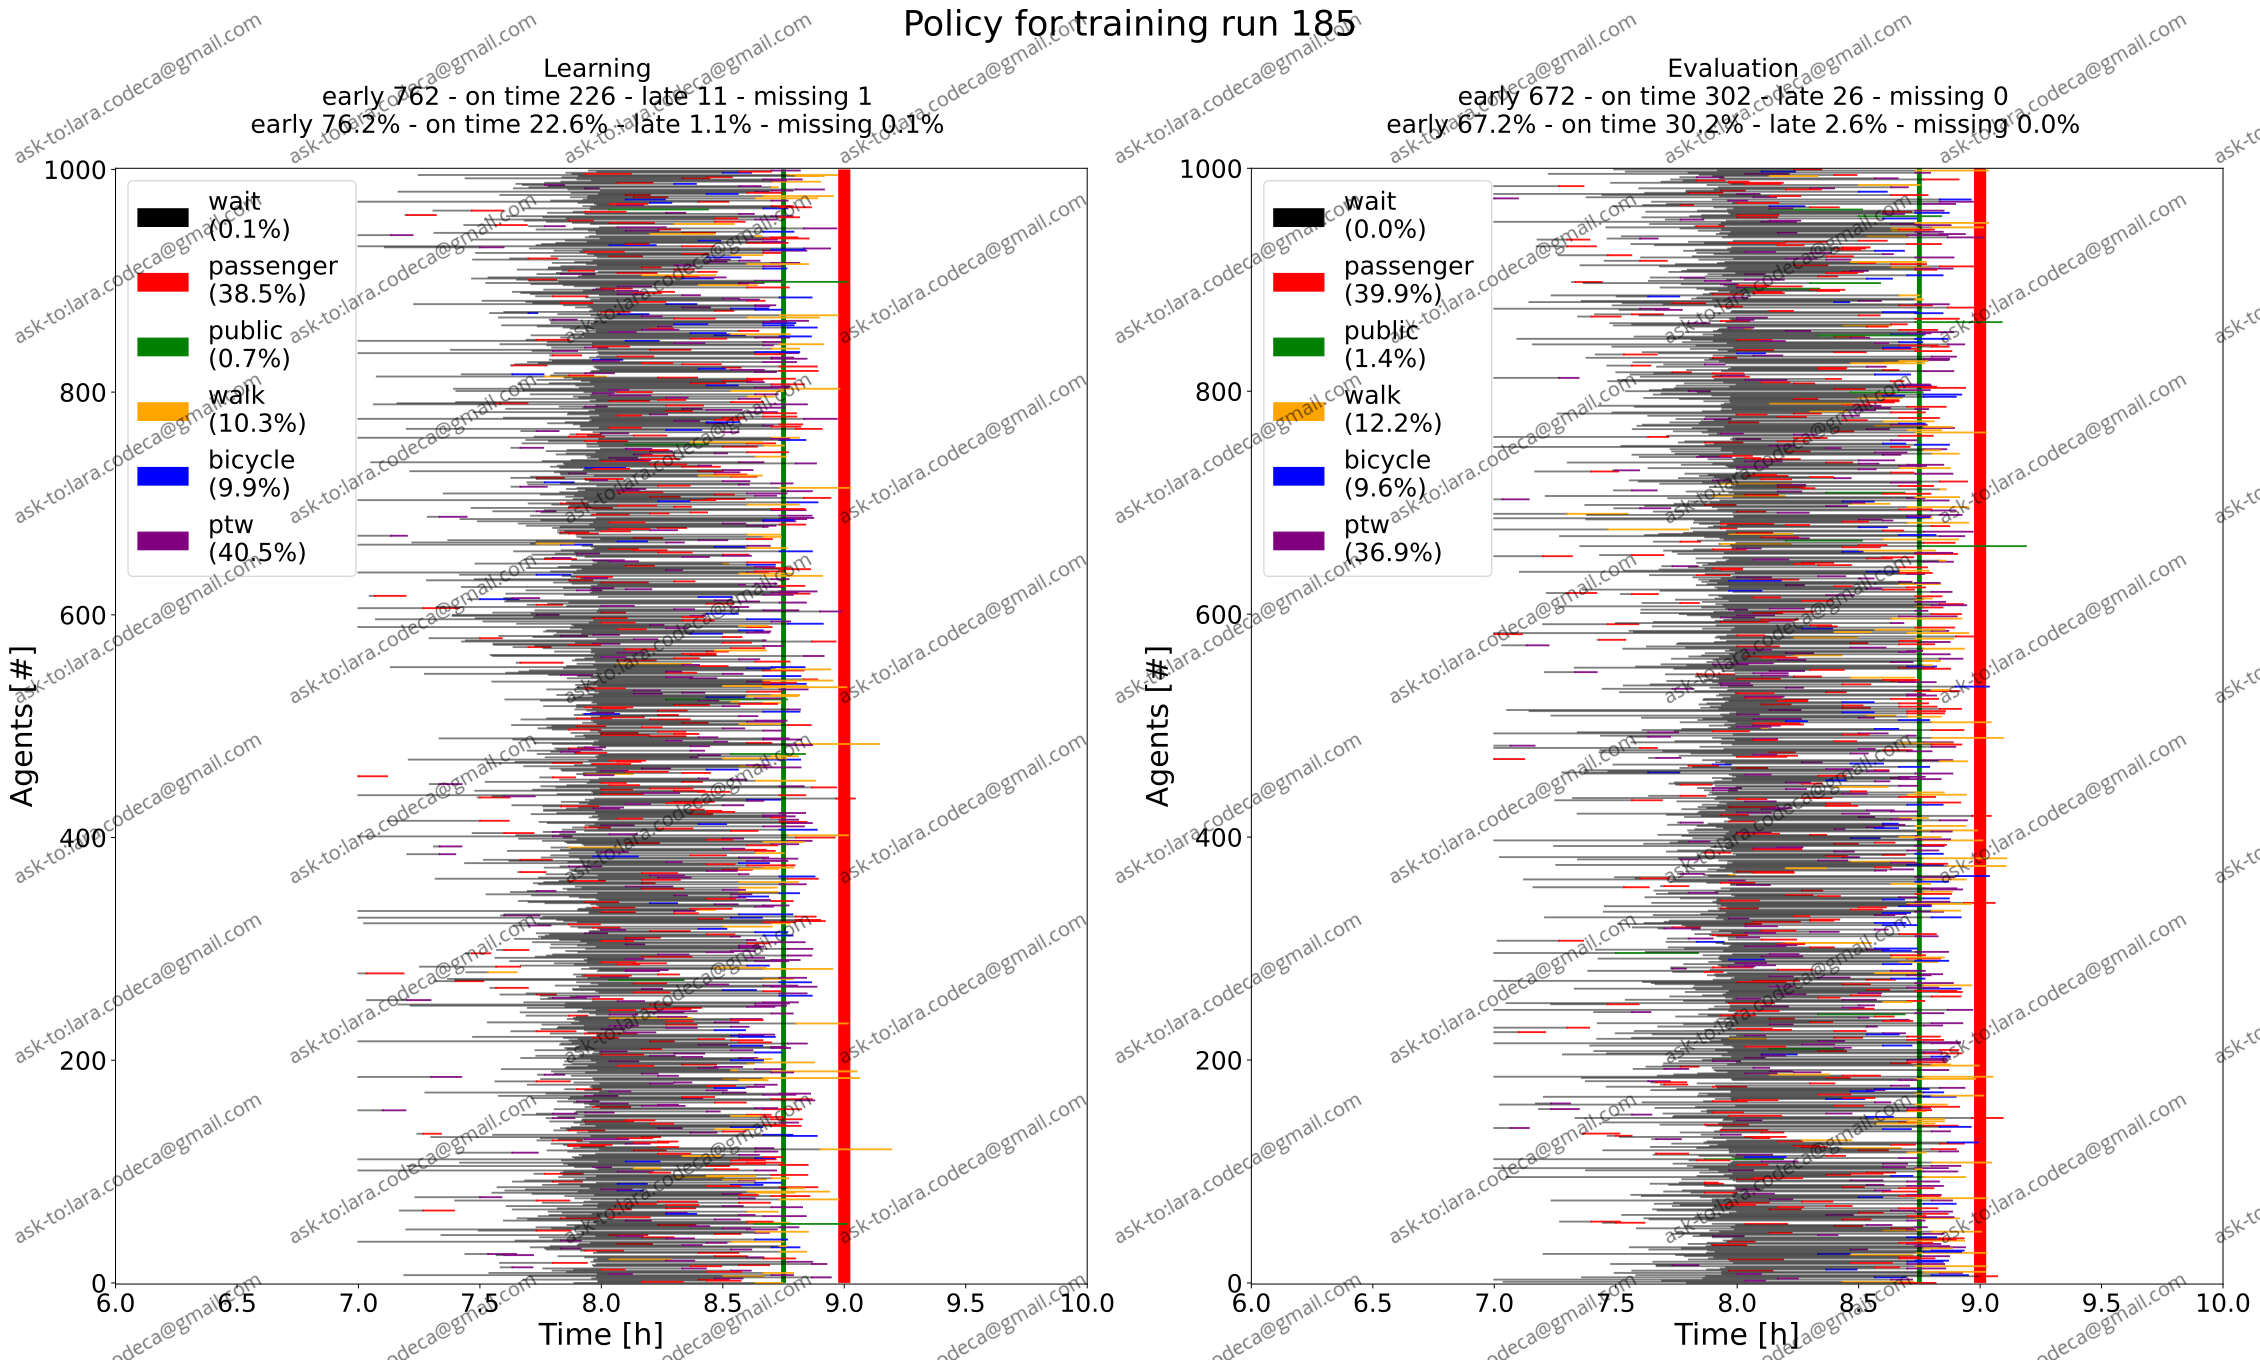 Policy for training run 185
Learning
early 762 - on time 226 - late 11 - missing 1
early 76.2% - on time 22.6% - late 1.1% - missing 0.1%
1000
800
600
400
200
0
Agents [#]
wait
(0.1%)
passenger
(38.5%)
public
(0.7%)
walk
(10.3%)
bicycle
(9.9%)
ptw
(40.5%)
6.0 6.5 7.0 7.5 8.0 8.5 9.0 9.5 10.0
Time [h]
Evaluation
early 672 - on time 302 - late 26 - missing 0
early 67.2% - on time 30.2% - late 2.6% - missing 0.0%
1000
800
600
400
200
0
Agents [#]
wait
(0.0%)
passenger
(39.9%)
public
(1.4%)
walk
(12.2%)
bicycle
(9.6%)
ptw
(36.9%)
6.0 6.5 7.0 7.5 8.0 8.5 9.0 9.5 10.0
Time [h]
ask-to:lara.codeca@gmail.com